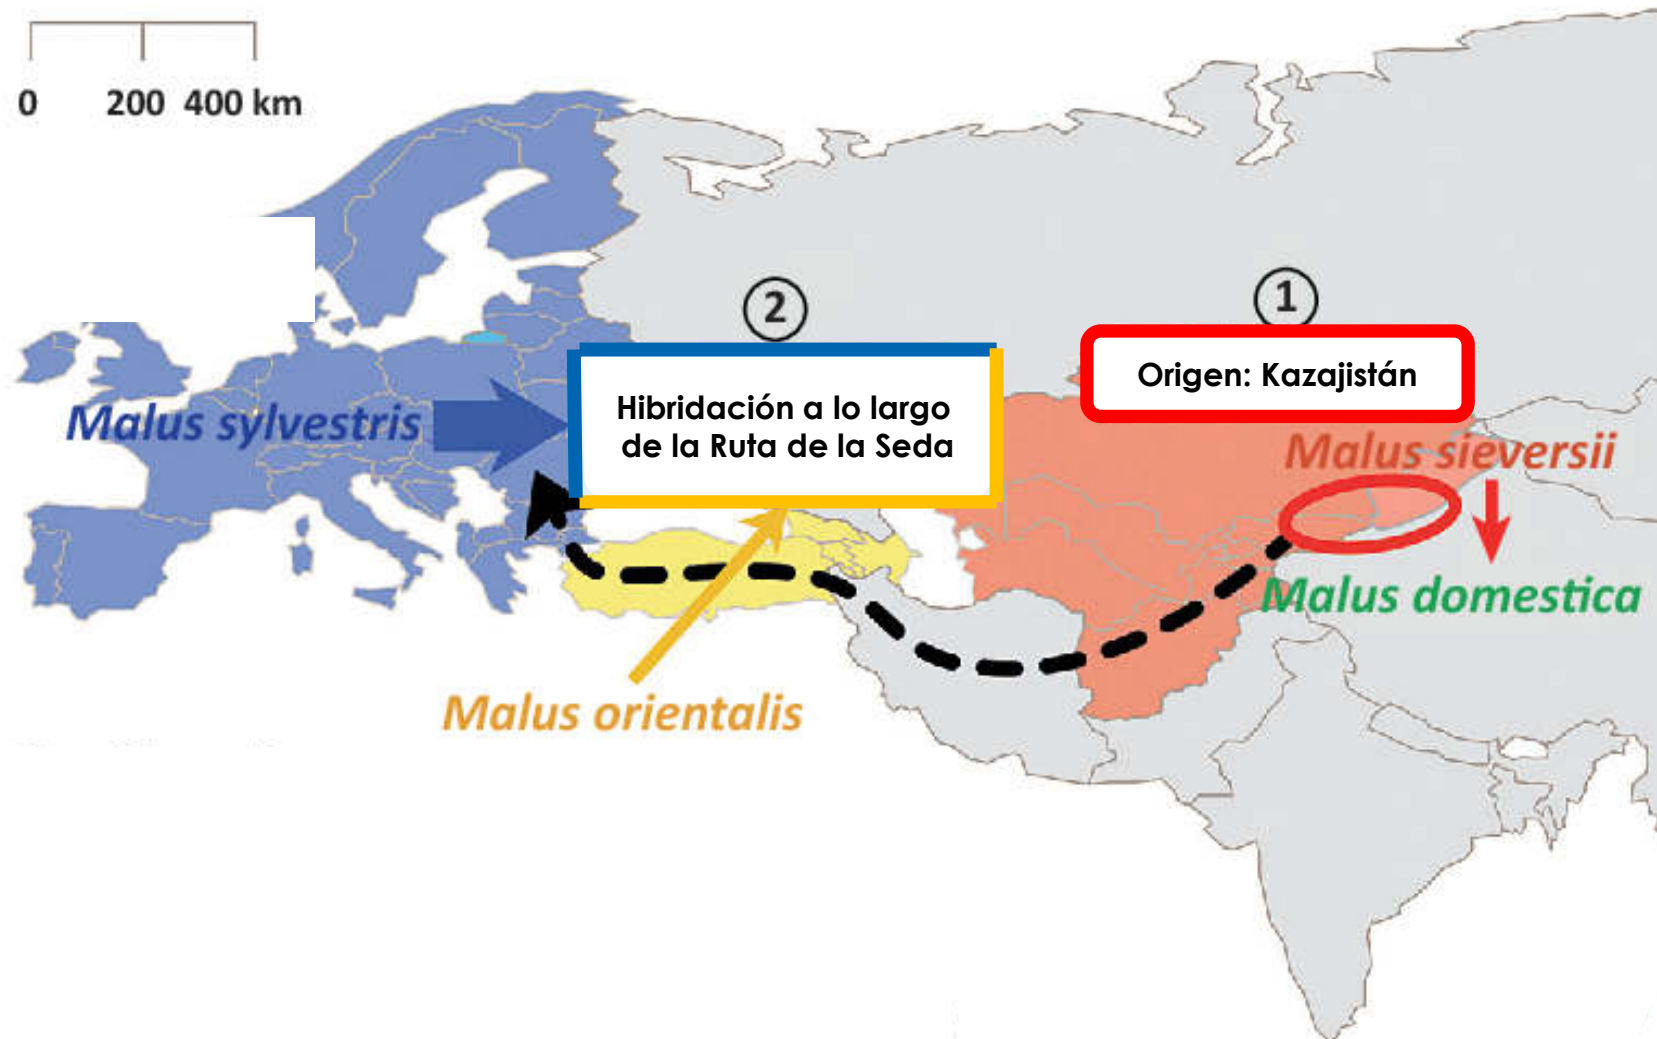 0 200 400 km
2
1
Origen: Kazajistán
Hibridación a lo largo
de la Ruta de la Seda
Malus sylvestris
Malus sieversii
Malus domestica
Malus orientalis